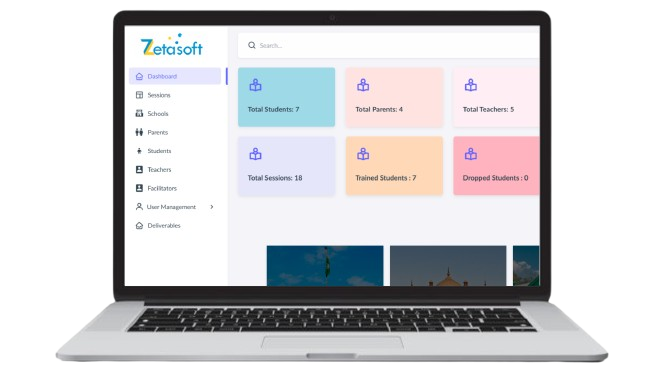 Zetasoft
Search...
Dashboard
Sessions
Schools
Parents
Students
Teachers
Facilitators
User Management
Deliverables
Total Students: 7
Total Parents: 4
Total Teachers: 5
Total Sessions: 18
Trained Students : 7
Dropped Students : 0